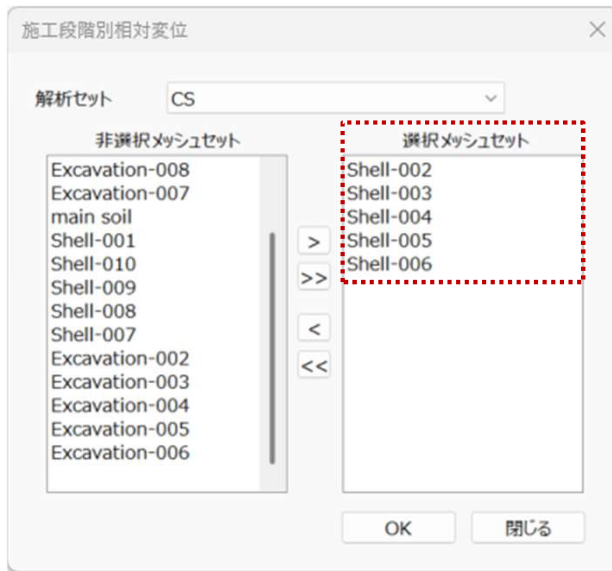 施工段階別相対変位
解析セット CS
非選択メッシュセット
Excavation-008
Excavation-007
main soil
Shell-001
Shell-010
Shell-009
Shell-008
Shell-007
Excavation-002
Excavation-003
Excavation-004
Excavation-005
Excavation-006
>
>>
<
<<
選択メッシュセット
Shell-002
Shell-003
Shell-004
Shell-005
Shell-006
OK 閉じる